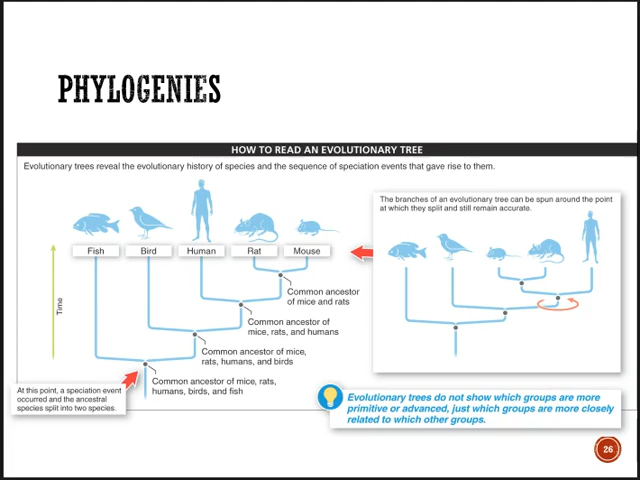 PHYLOGENIES
HOW TO READ AN EVOLUTIONARY TREE
Evolutionary trees reveal the evolutionary history of species and the sequence of speciation events that gave rise to them.
Fish
Bird
Human
Rat
Mouse
Time
Common ancestor
of mice and rats
Common ancestor of
mice, rats, and humans
Common ancestor of mice,
rats, humans, and birds
Common ancestor of mice, rats,
humans, birds, and fish
At this point, a speciation event
occurred and the ancestral
species split into two species.
The branches of an evolutionary tree can be spun around the point
at which they split and still remain accurate.
Evolutionary trees do not show which groups are more
primitive or advanced, just which groups are more closely
related to which other groups.
26